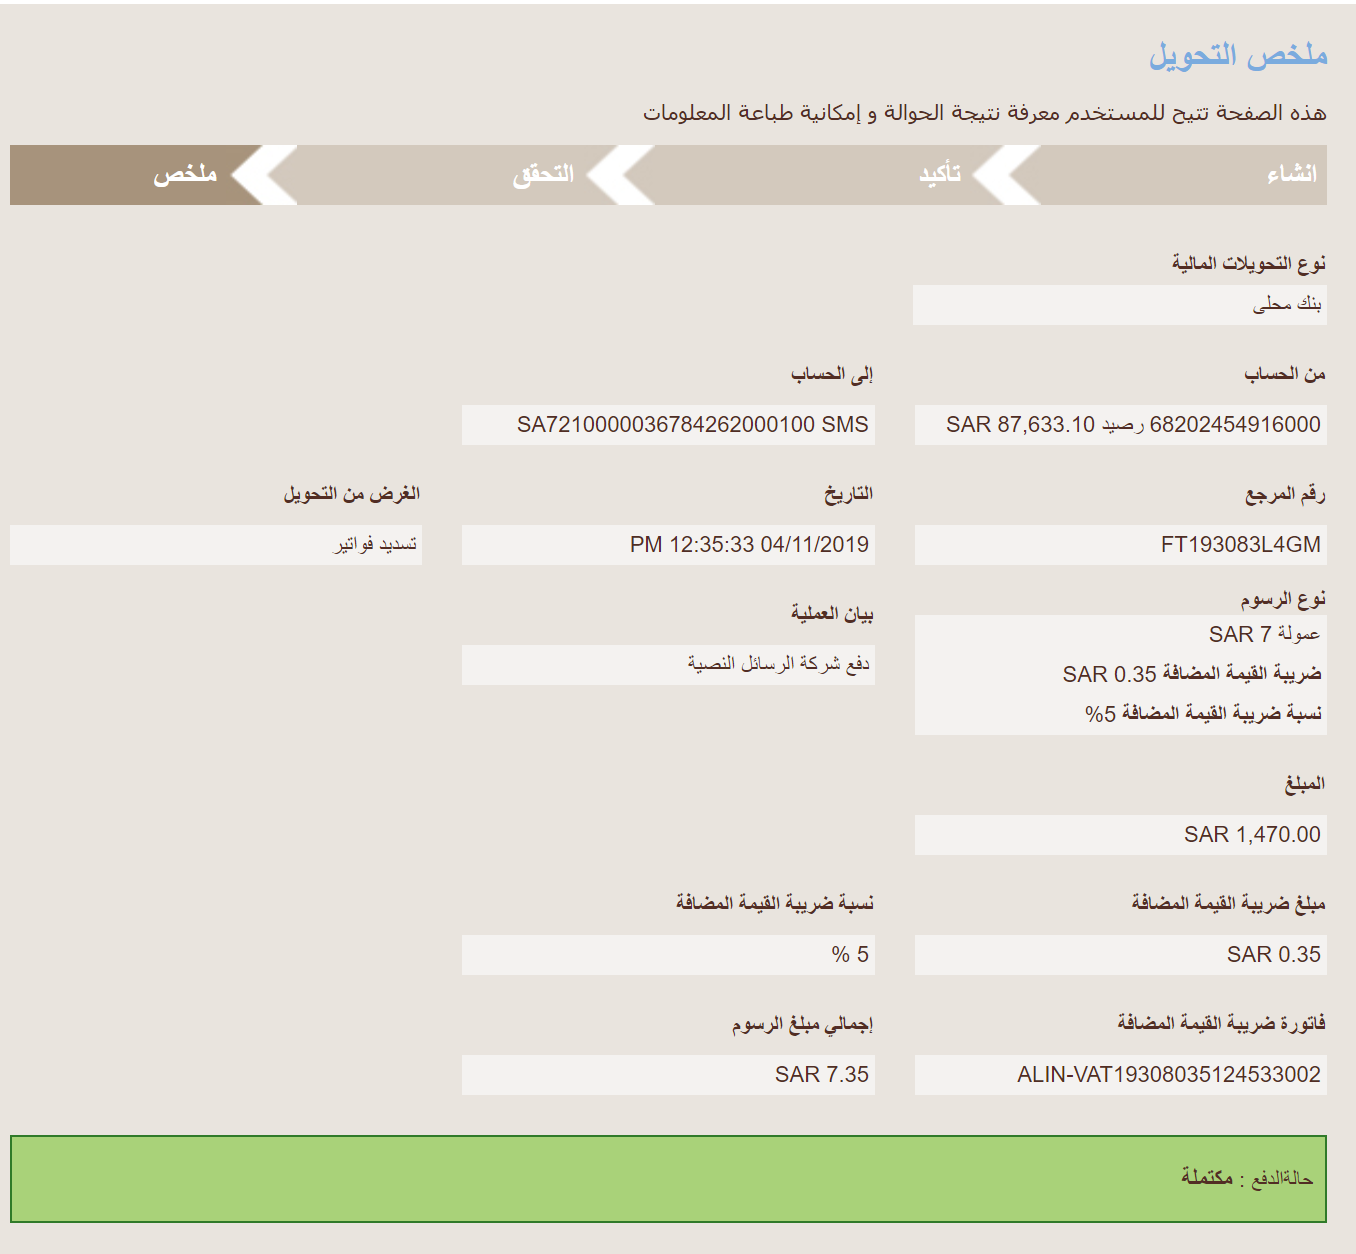 ملخص التحويل
هذه الصفحة تتيح للمستخدم معرفة نتيجة الحوالة و إمكانية طباعة المعلومات
انشاء
تأكيد
التحقق
ملخص
نوع التحويلات المالية
بنك محلى
من الحساب
68202454916000 رصيد SAR 87,633.10
إلى الحساب
SA7210000036784262000100 SMS
رقم المرجع
FT193083L4GM
التاريخ
04/11/2019 12:35:33 PM
الغرض من التحويل
تسديد فواتير
نوع الرسوم
عمولة SAR 7
ضريبة القيمة المضافة SAR 0.35
نسبة ضريبة القيمة المضافة 5%
بيان العملية
دفع شركة الرسائل النصية
المبلغ
SAR 1,470.00
مبلغ ضريبة القيمة المضافة
SAR 0.35
نسبة ضريبة القيمة المضافة
5 %
فاتورة ضريبة القيمة المضافة
ALIN-VAT19308035124533002
إجمالي مبلغ الرسوم
SAR 7.35
حالةالدفع : مكتملة